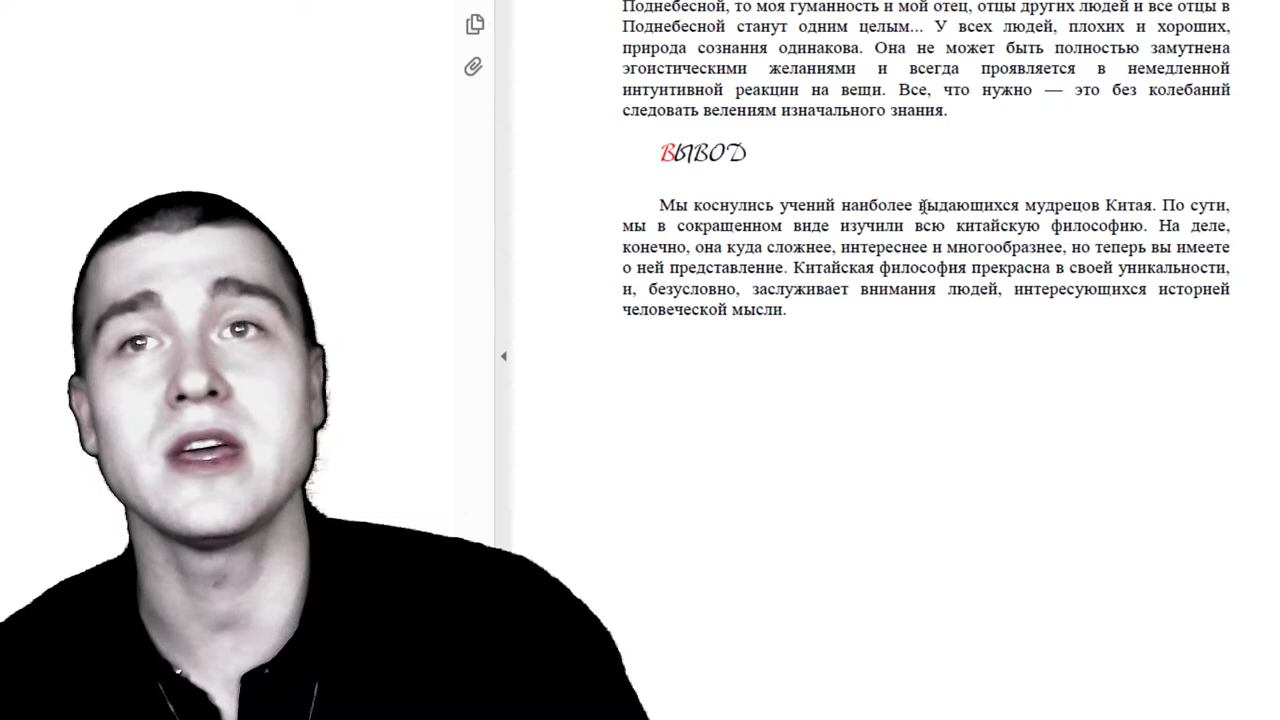 Поднебесной, то моя гуманность и мой отец, отцы других людей и все отцы в
Поднебесной станут одним целым... У всех людей, плохих и хороших,
природа сознания одинакова. Она не может быть полностью замутнена
эгоистическими желаниями и всегда проявляется в немедленной
интуитивной реакции на вещи. Все, что нужно — это без колебаний
следовать велениям изначального знания.
ВЫВОД
Мы коснулись учений наиболее выдающихся мудрецов Китая. По сути,
мы в сокращенном виде изучили всю китайскую философию. На деле,
конечно, она куда сложнее, интереснее и многообразнее, но теперь вы имеете
о ней представление. Китайская философия прекрасна в своей уникальности,
и, безусловно, заслуживает внимания людей, интересующихся историей
человеческой мысли.